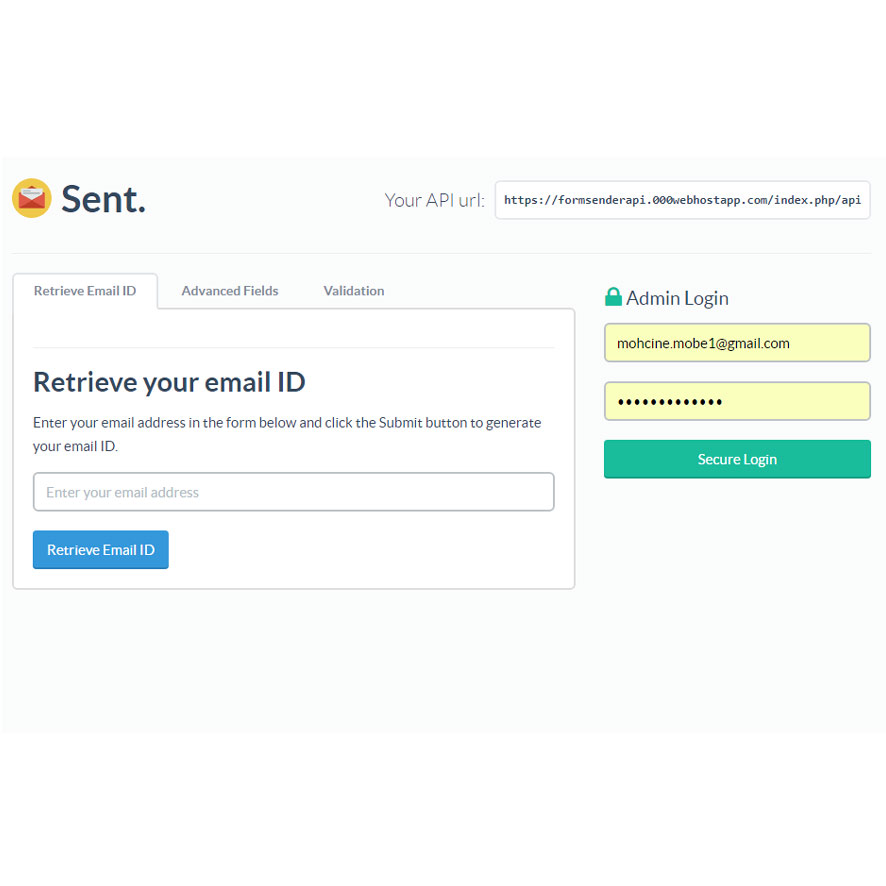 Sent.
Your API url:
https://formsenderapi.000webhostapp.com/index.php/api
Retrieve Email ID
Advanced Fields
Validation
Retrieve your email ID
Enter your email address in the form below and click the Submit button to generate
your email ID.
Enter your email address
Retrieve Email ID
Admin Login
mohcine.mobe1@gmail.com
•••••••••••••
Secure Login